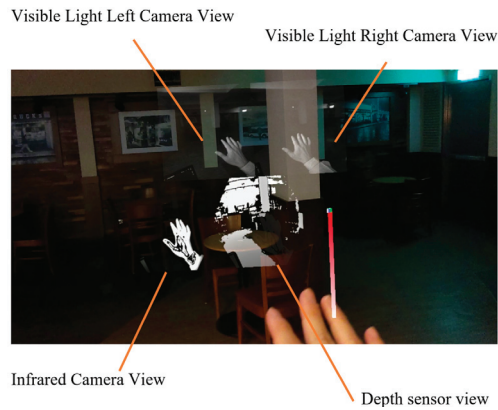 Visible Light Left Camera View
Visible Light Right Camera View
Infrared Camera View
Depth sensor view